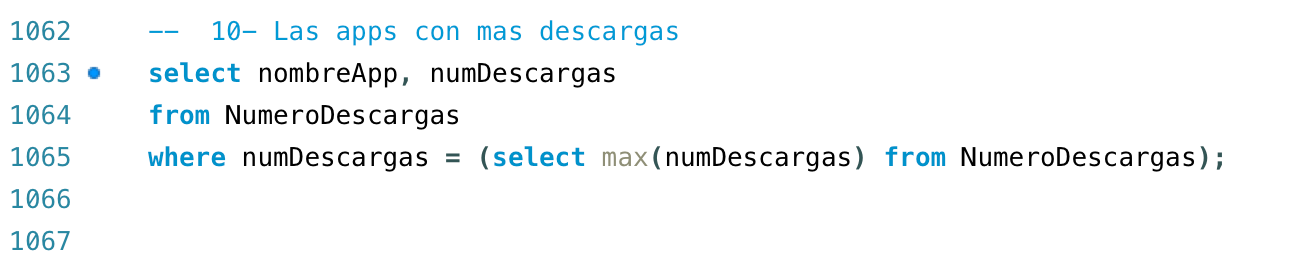 1062 -- 10- Las apps con mas descargas
1063 select nombreApp, numDescargas
1064 from NumeroDescargas
1065 where numDescargas = (select max(numDescargas) from NumeroDescargas);
1066
1067